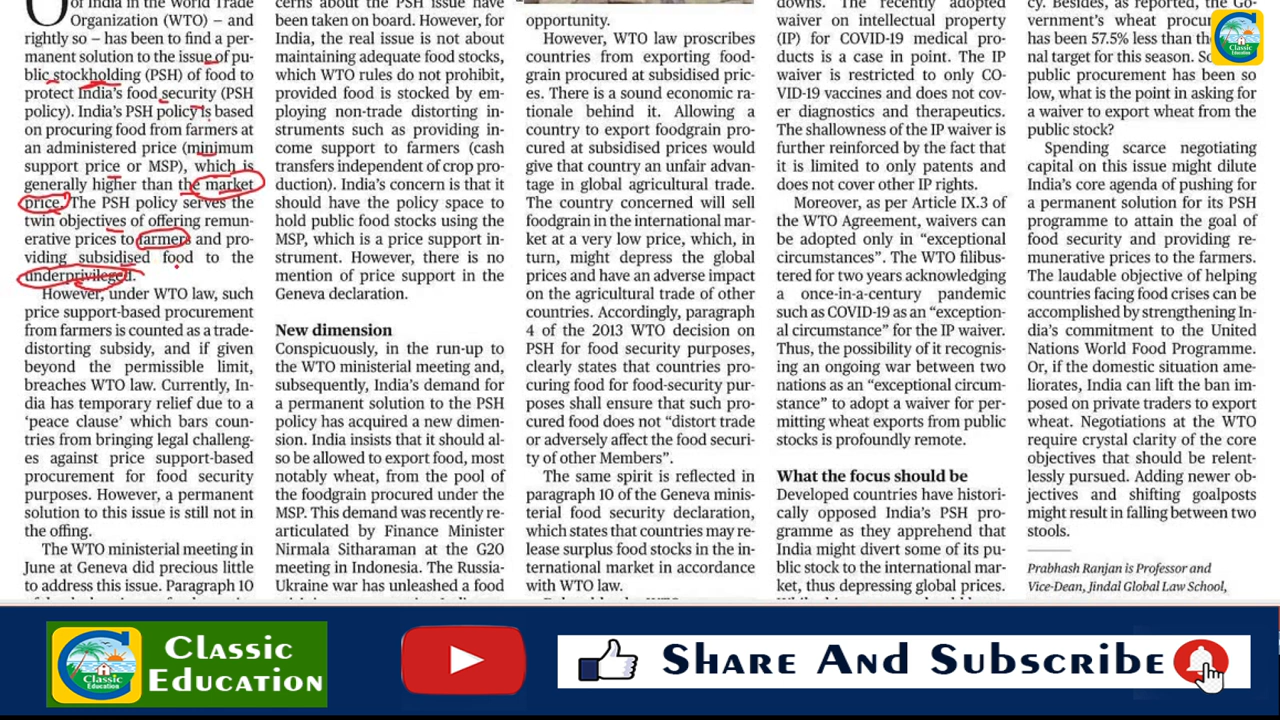 of India in the World Trade
Organization (WTO) – and
rightly so – has been to find a per-
manent solution to the issue of pu-
blic stockholding (PSH) of food to
protect India's food security (PSH
policy). India's PSH policy is based
on procuring food from farmers at
an administered price (minimum
support price or MSP), which is
generally higher than the market
price. The PSH policy serves the
twin objectives of offering remun-
erative prices to farmers and pro-
viding subsidised food to the
underprivileged.
However, under WTO law, such
price support-based procurement
from farmers is counted as a trade-
distorting subsidy, and if given
beyond the permissible limit,
breaches WTO law. Currently, In-
dia has temporary relief due to a
'peace clause' which bars coun-
tries from bringing legal challeng-
es against price support-based
procurement for food security
purposes. However, a permanent
solution to this issue is still not in
the offing.
The WTO ministerial meeting in
June at Geneva did precious little
to address this issue. Paragraph 10
cerns about the PSH issue have
been taken on board. However, for
India, the real issue is not about
maintaining adequate food stocks,
which WTO rules do not prohibit,
provided food is stocked by em-
ploying non-trade distorting in-
struments such as providing in-
come support to farmers (cash
transfers independent of crop pro-
duction). India's concern is that it
should have the policy space to
hold public food stocks using the
MSP, which is a price support in-
strument. However, there is no
mention of price support in the
Geneva declaration.
New dimension
Conspicuously, in the run-up to
the WTO ministerial meeting and,
subsequently, India's demand for
a permanent solution to the PSH
policy has acquired a new dimen-
sion. India insists that it should al-
so be allowed to export food, most
notably wheat, from the pool of
the foodgrain procured under the
MSP. This demand was recently re-
articulated by Finance Minister
Nirmala Sitharaman at the G20
meeting in Indonesia. The Russia-
Ukraine war has unleashed a food
opportunity.
However, WTO law proscribes
countries from exporting food-
grain procured at subsidised pric-
es. There is a sound economic ra-
tionale behind it. Allowing a
country to export foodgrain pro-
cured at subsidised prices would
give that country an unfair advan-
tage in global agricultural trade.
The country concerned will sell
foodgrain in the international mar-
ket at a very low price, which, in
turn, might depress the global
prices and have an adverse impact
on the agricultural trade of other
countries. Accordingly, paragraph
4 of the 2013 WTO decision on
PSH for food security purposes,
clearly states that countries pro-
curing food for food-security pur-
poses shall ensure that such pro-
cured food does not “distort trade
or adversely affect the food securi-
ty of other Members”.
The same spirit is reflected in
paragraph 10 of the Geneva minis-
terial food security declaration,
which states that countries may re-
lease surplus food stocks in the in-
ternational market in accordance
with WTO law.
downs. The recently adopted
waiver on intellectual property
(IP) for COVID-19 medical pro-
ducts is a case in point. The IP
waiver is restricted to only CO-
VID-19 vaccines and does not cov-
er diagnostics and therapeutics.
The shallowness of the IP waiver is
further reinforced by the fact that
it is limited to only patents and
does not cover other IP rights.
Moreover, as per Article IX.3 of
the WTO Agreement, waivers can
be adopted only in “exceptional
circumstances”. The WTO filibus-
tered for two years acknowledging
a once-in-a-century pandemic
such as COVID-19 as an “exception-
al circumstance” for the IP waiver.
Thus, the possibility of it recognis-
ing an ongoing war between two
nations as an “exceptional circum-
stance” to adopt a waiver for per-
mitting wheat exports from public
stocks is profoundly remote.
What the focus should be
Developed countries have histori-
cally opposed India's PSH pro-
gramme as they apprehend that
India might divert some of its pu-
blic stock to the international mar-
ket, thus depressing global prices.
cy. Besides, as reported, the Go-
vernment's wheat procu
has been 57.5% less than th
nal target for this season. So
public procurement has been so
low, what is the point in asking for
a waiver to export wheat from the
public stock?
Spending scarce negotiating
capital on this issue might dilute
India's core agenda of pushing for
a permanent solution for its PSH
programme to attain the goal of
food security and providing re-
munerative prices to the farmers.
The laudable objective of helping
countries facing food crises can be
accomplished by strengthening In-
dia's commitment to the United
Nations World Food Programme.
Or, if the domestic situation ame-
liorates, India can lift the ban im-
posed on private traders to export
wheat. Negotiations at the WTO
require crystal clarity of the core
objectives that should be relent-
lessly pursued. Adding newer ob-
jectives and shifting goalposts
might result in falling between two
stools.
Prabhash Ranjan is Professor and
Vice-Dean, Jindal Global Law School,
Classic
Education
Classic
Education
Classic
Education
Share And Subscribe